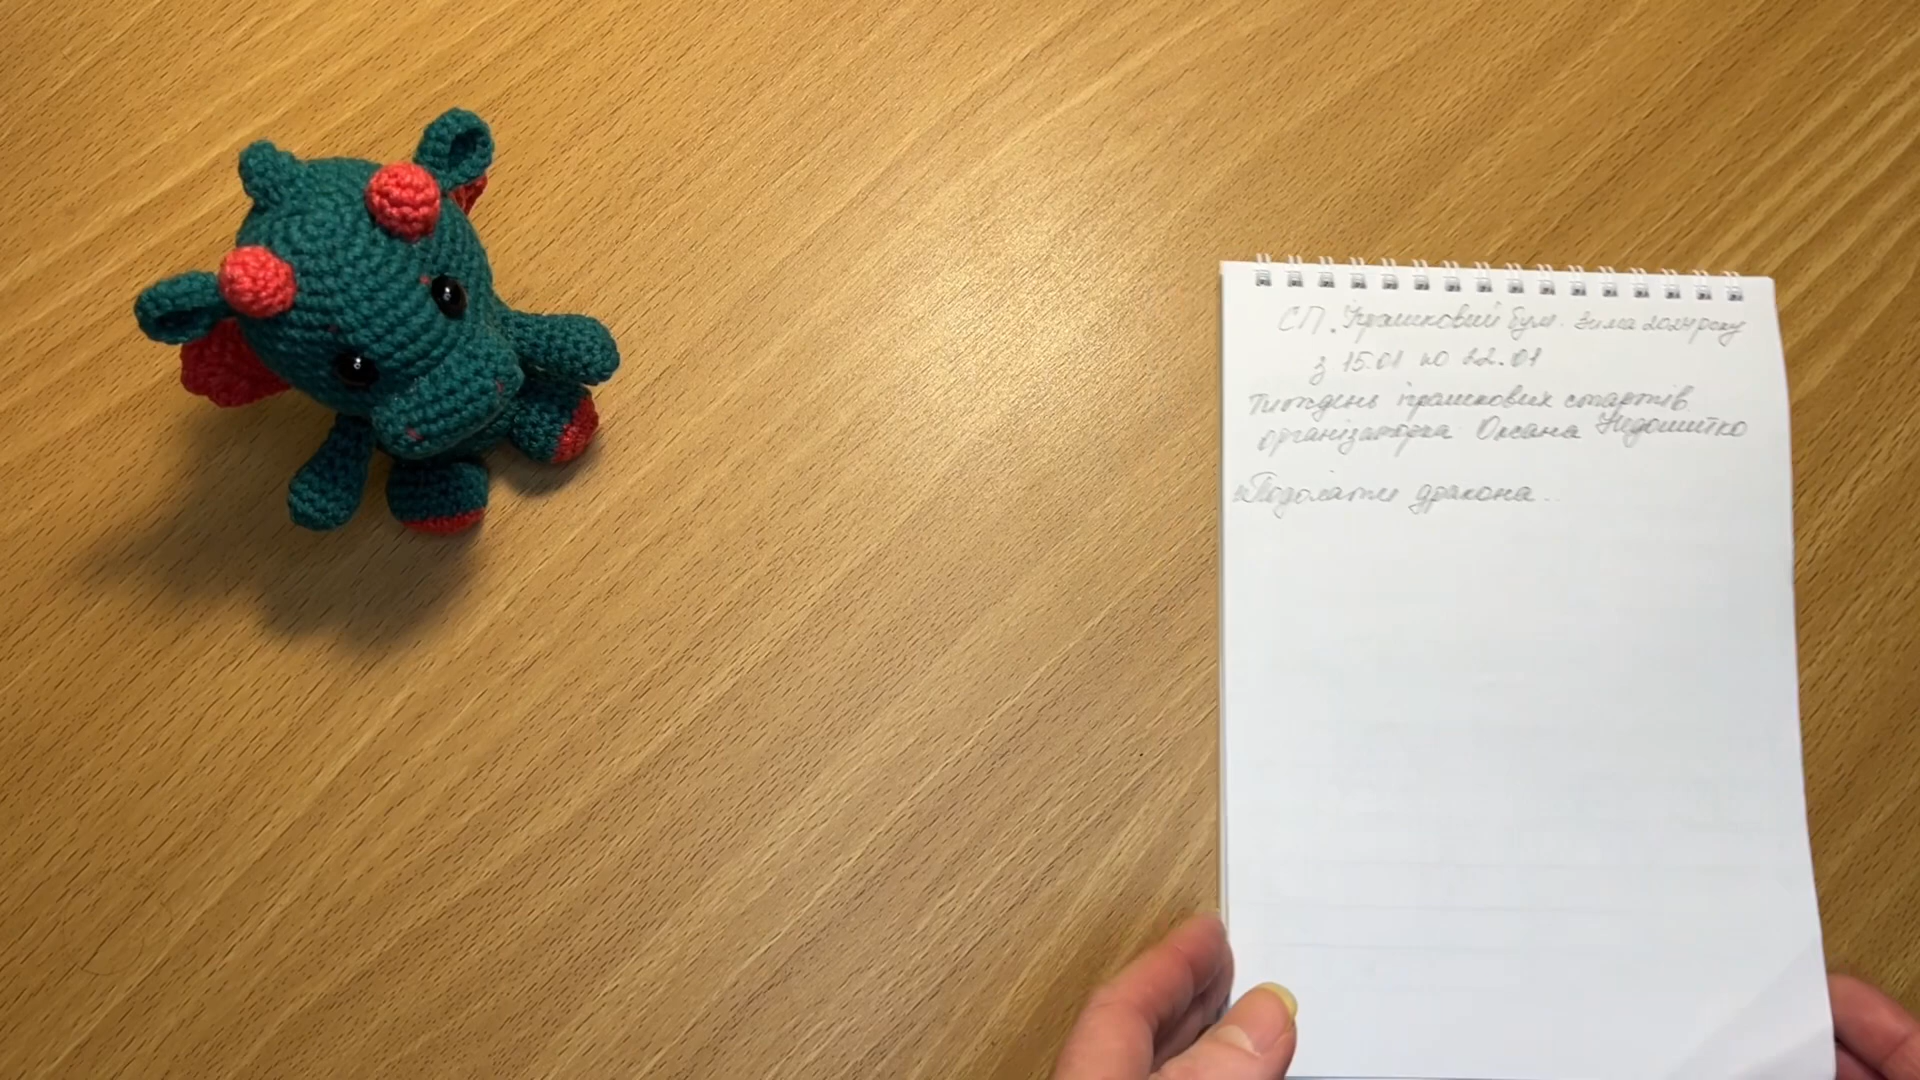 СП. Іграшковий бум. Зима 2024 року
з 15.01 по 22.01
Тиждень іграшкових стартів
організаторка Оксана Недошитко
"Подолати дракона...